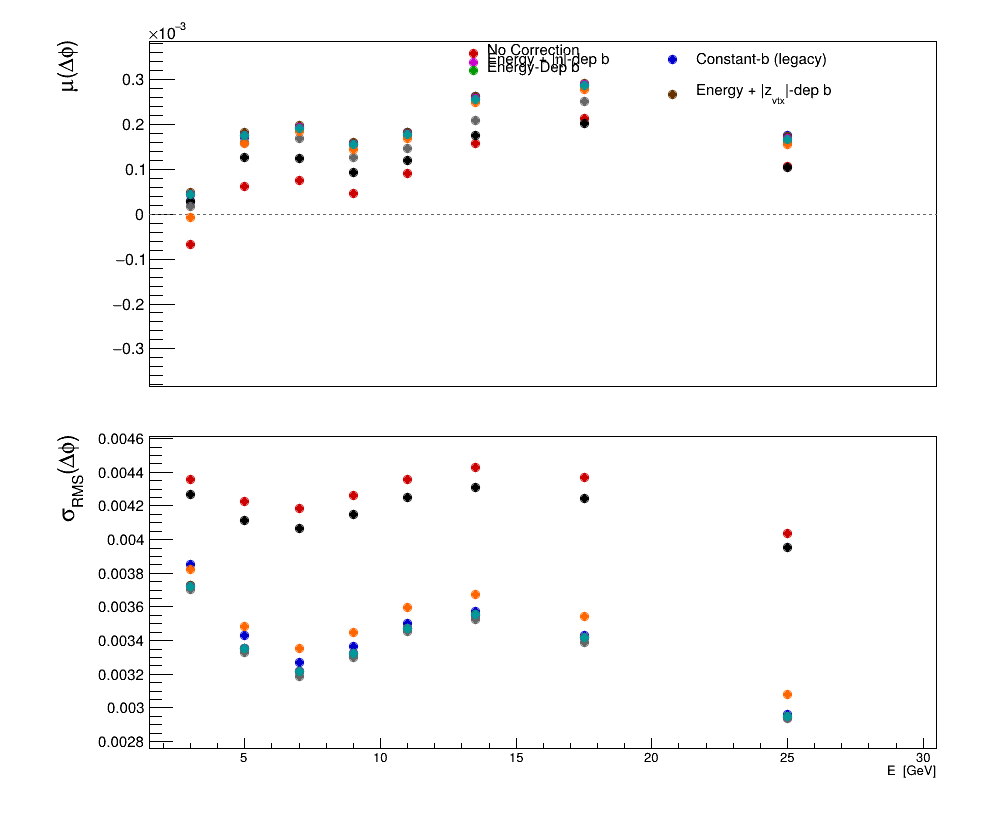 ×10⁻³
μ(Δϕ)
0.3
0.2
0.1
0
−0.1
−0.2
−0.3
No Correction
Energy + |η|-dep b
Energy-Dep b
Constant-b (legacy)
Energy + |z_vtx|-dep b
σ_RMS(Δϕ)
0.0046
0.0044
0.0042
0.004
0.0038
0.0036
0.0034
0.0032
0.003
0.0028
5 10 15 20 25 30
E [GeV]